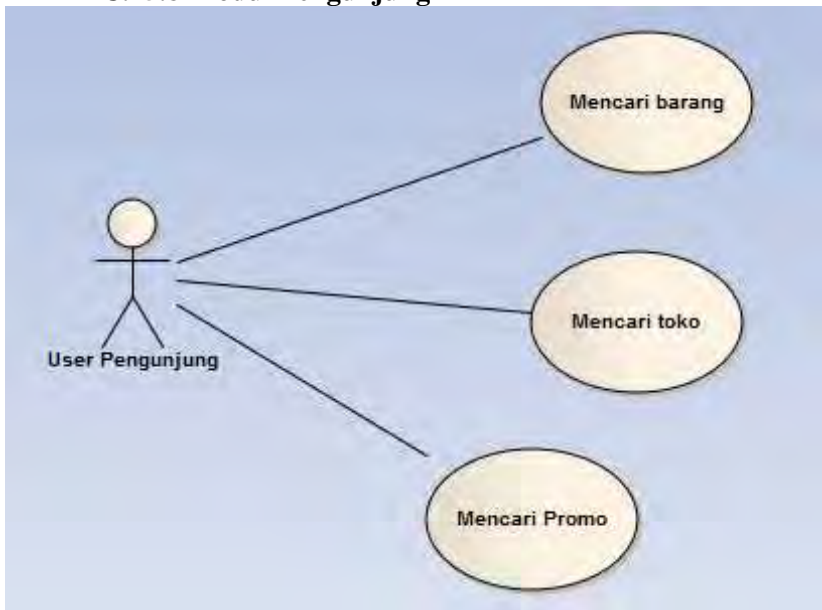 Mencari barang
Mencari toko
User Pengunjung
Mencari Promo